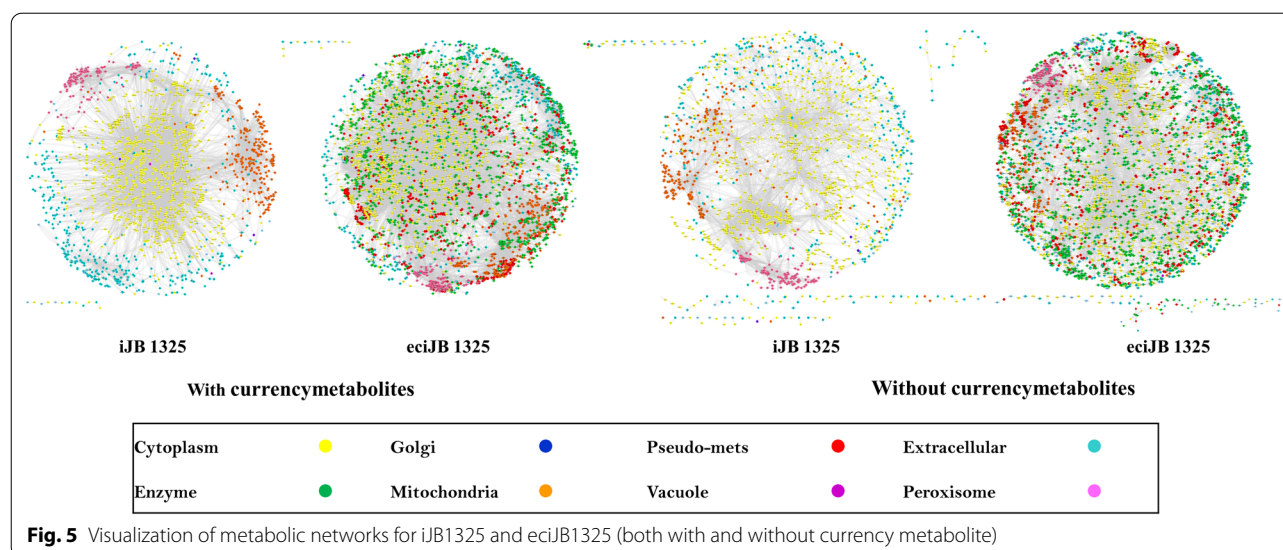 iJB 1325 eciJB 1325 iJB 1325 eciJB 1325
With currencymetabolites Without currencymetabolites
Cytoplasm Golgi Pseudo-mets Extracellular
Enzyme Mitochondria Vacuole Peroxisome
Fig. 5 Visualization of metabolic networks for iJB1325 and eciJB1325 (both with and without currency metabolite)